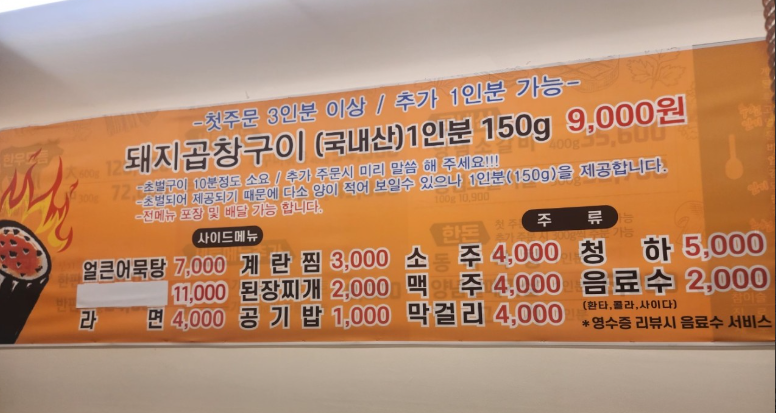 -첫주문 3인분 이상 / 추가 1인분 가능-
돼지곱창구이 (국내산)1인분 150g 9,000원
-초벌구이 10분정도 소요 / 추가 주문시 미리 말씀 해 주세요!!!
-초벌되어 제공되기 때문에 다소 양이 적어 보일수 있으나 1인분(150g)을 제공합니다.
-전메뉴 포장 및 배달 가능 합니다.
사이드메뉴
얼큰어묵탕 7,000 계란찜 3,000
11,000 된장찌개 2,000
라면 4,000 공기밥 1,000
주류
소주 4,000 청하 5,000
맥주 4,000 음료수 2,000
막걸리 4,000 (환타,콜라,사이다)
*영수증 리뷰시 음료수 서비스